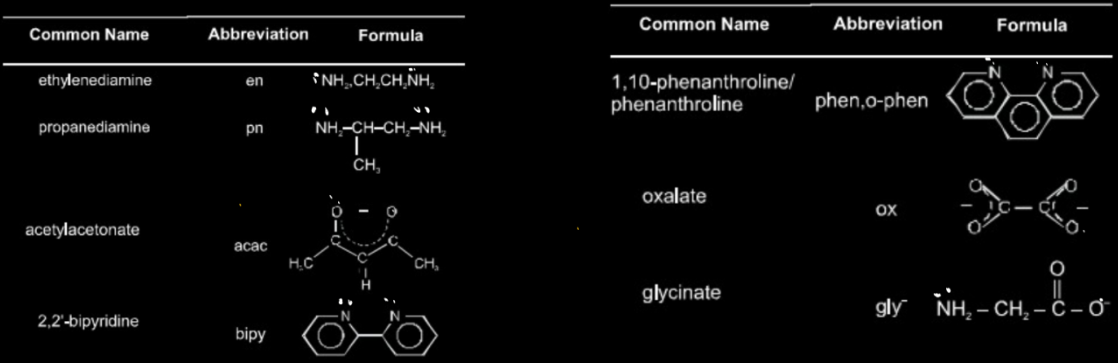 Common Name Abbreviation Formula
ethylenediamine en NH₂CH₂CH₂NH₂
propanediamine pn NH₂–CH–CH₂–NH₂
CH₃
acetylacetonate acac
O – O
C C
H₃C C CH₃
H
2,2'-bipyridine bipy
N N
Common Name Abbreviation Formula
1,10-phenanthroline/
phenanthroline phen,o-phen
N N
oxalate ox
O O
– C – C –
O O
glycinate gly⁻
O
NH₂ – CH₂ – C – O⁻